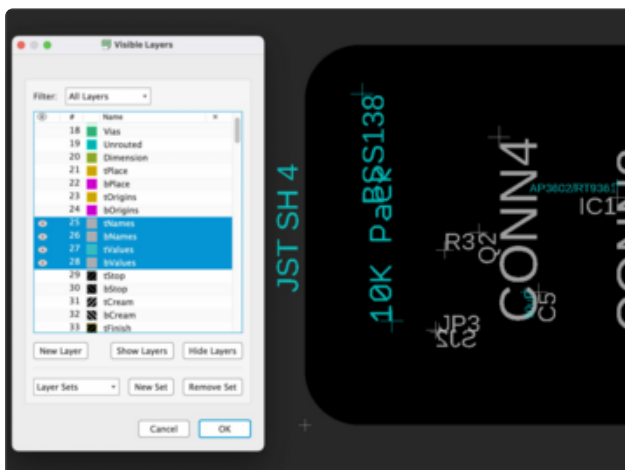 Visible Layers
Filter: All Layers
# Name
18 Vias
19 Unrouted
20 Dimension
21 tPlace
22 bPlace
23 tOrigins
24 bOrigins
25 tNames
26 bNames
27 tValues
28 bValues
29 tStop
30 bStop
31 tCream
32 bCream
33 tFinish
New Layer Show Layers Hide Layers
Layer Sets New Set Remove Set
Cancel OK
JST SH 4
10K Pack
BSS138
R3
Q2
JP3
SJ2
CONN4
C5
AP3602/RT9361
IC1